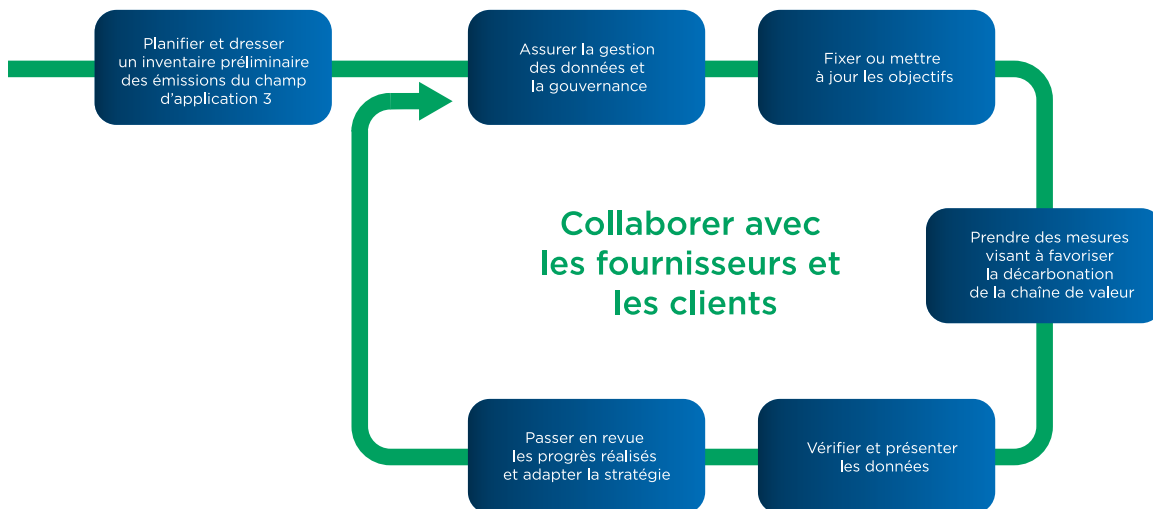 Planifier et dresser
un inventaire préliminaire
des émissions du champ
d'application 3
Assurer la gestion
des données et
la gouvernance
Fixer ou mettre
à jour les objectifs
Collaborer avec
les fournisseurs et
les clients
Prendre des mesures
visant à favoriser
la décarbonation
de la chaîne de valeur
Vérifier et présenter
les données
Passer en revue
les progrès réalisés
et adapter la stratégie